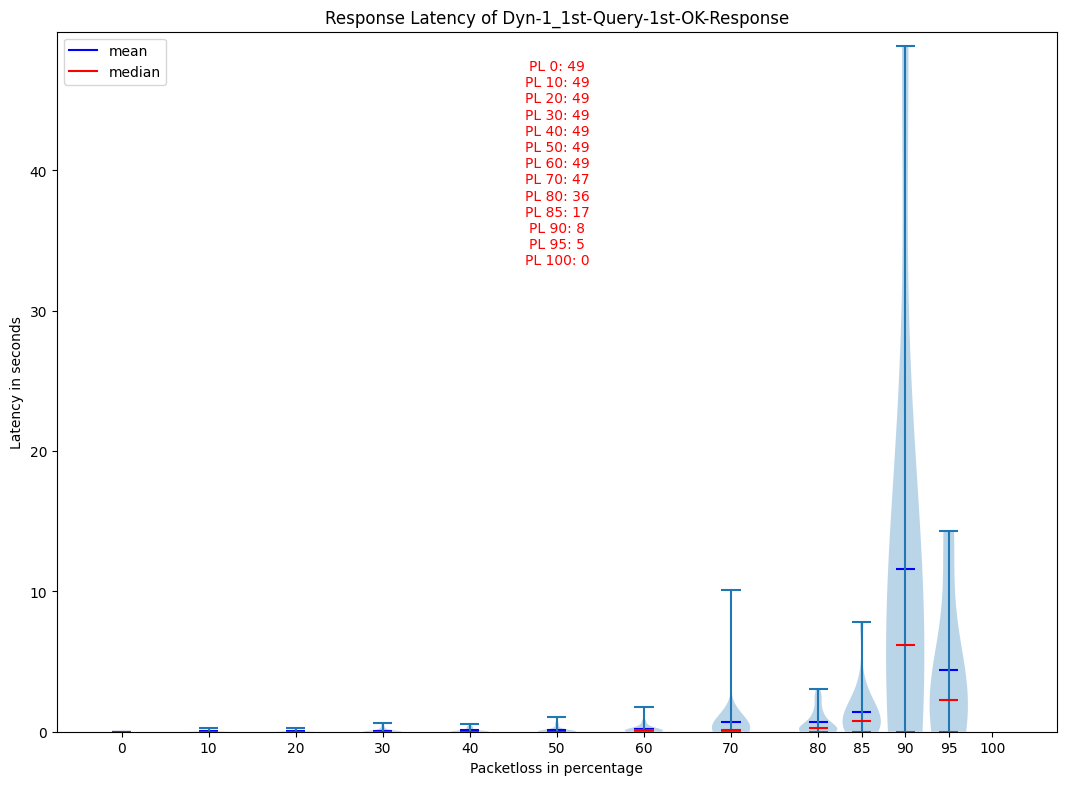 Response Latency of Dyn-1_1st-Query-1st-OK-Response
mean
median
PL 0: 49
PL 10: 49
PL 20: 49
PL 30: 49
PL 40: 49
PL 50: 49
PL 60: 49
PL 70: 47
PL 80: 36
PL 85: 17
PL 90: 8
PL 95: 5
PL 100: 0
Latency in seconds
40
30
20
10
0
0 10 20 30 40 50 60 70 80 85 90 95 100
Packetloss in percentage